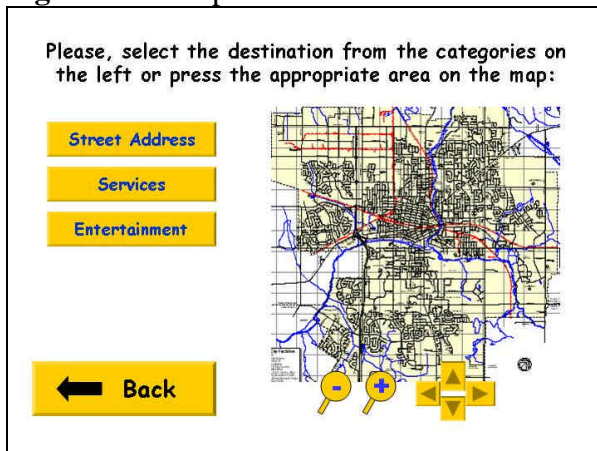 Please, select the destination from the categories on
the left or press the appropriate area on the map:
Street Address
Services
Entertainment
Back
- +